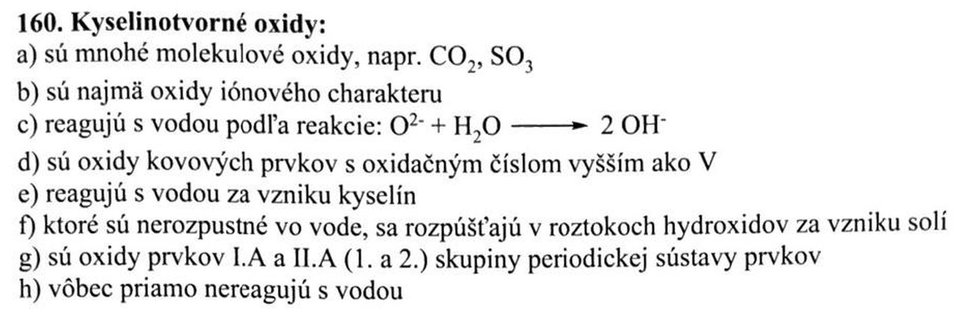 160. Kyselinotvorné oxidy:
a) sú mnohé molekulové oxidy, napr. CO₂, SO₃
b) sú najmä oxidy iónového charakteru
c) reagujú s vodou podľa reakcie: O²⁻ + H₂O ⟶ 2 OH⁻
d) sú oxidy kovových prvkov s oxidačným číslom vyšším ako V
e) reagujú s vodou za vzniku kyselín
f) ktoré sú nerozpustné vo vode, sa rozpúšťajú v roztokoch hydroxidov za vzniku solí
g) sú oxidy prvkov I.A a II.A (1. a 2.) skupiny periodickej sústavy prvkov
h) vôbec priamo nereagujú s vodou